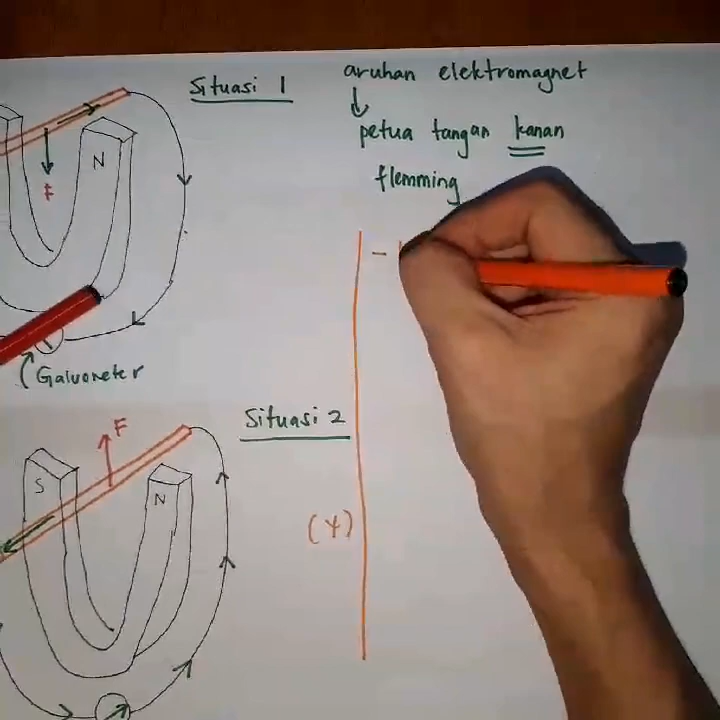 Situasi 1
aruhan elektromagnet
petua tangan kanan
flemming
N
F
Galvometer
Situasi 2
F
S
N
(Y)